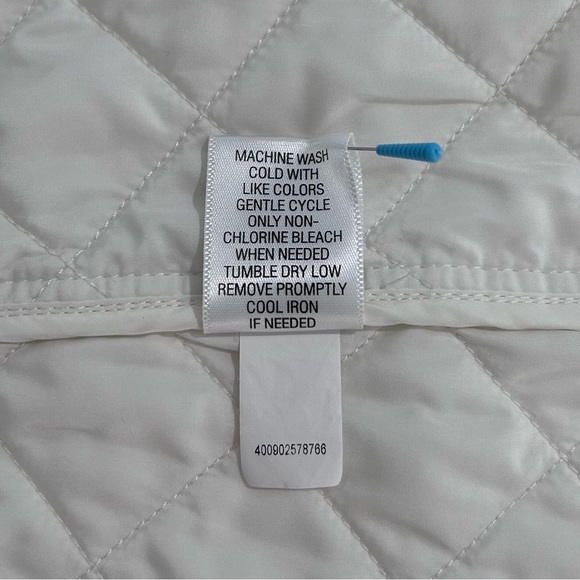 MACHINE WASH
COLD WITH
LIKE COLORS
GENTLE CYCLE
ONLY NON-
CHLORINE BLEACH
WHEN NEEDED
TUMBLE DRY LOW
REMOVE PROMPTLY
COOL IRON
IF NEEDED
400902578766